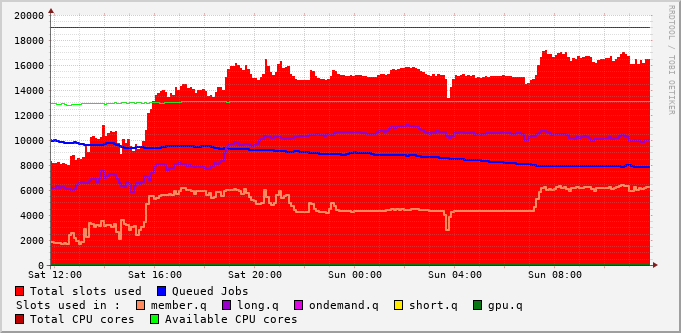 20000
18000
16000
14000
12000
10000
8000
6000
4000
2000
0
Sat 12:00 Sat 16:00 Sat 20:00 Sun 00:00 Sun 04:00 Sun 08:00
Total slots used Queued Jobs
Slots used in : member.q long.q ondemand.q short.q gpu.q
Total CPU cores Available CPU cores
RRDTOOL / TOBI OETIKER